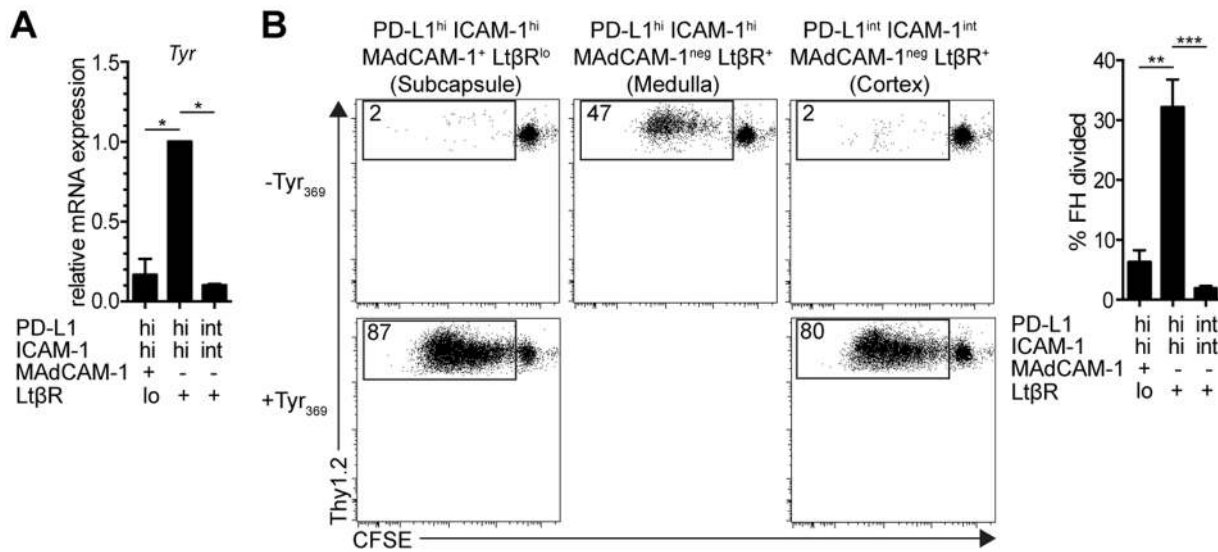 A
Tyr
relative mRNA expression
1.0
0.5
0.0
*
*
PD-L1 hi hi int
ICAM-1 hi hi int
MAdCAM-1 + - -
LtβR lo + +
B
PD-L1hi ICAM-1hi
MAdCAM-1+ LtβRlo
(Subcapsule)
PD-L1hi ICAM-1hi
MAdCAM-1neg LtβR+
(Medulla)
PD-L1int ICAM-1int
MAdCAM-1neg LtβR+
(Cortex)
-Tyr369
2
47
2
+Tyr369
87
80
Thy1.2
CFSE
% FH divided
40
30
20
10
0
**
***
PD-L1 hi hi int
ICAM-1 hi hi int
MAdCAM-1 + - -
LtβR lo + +